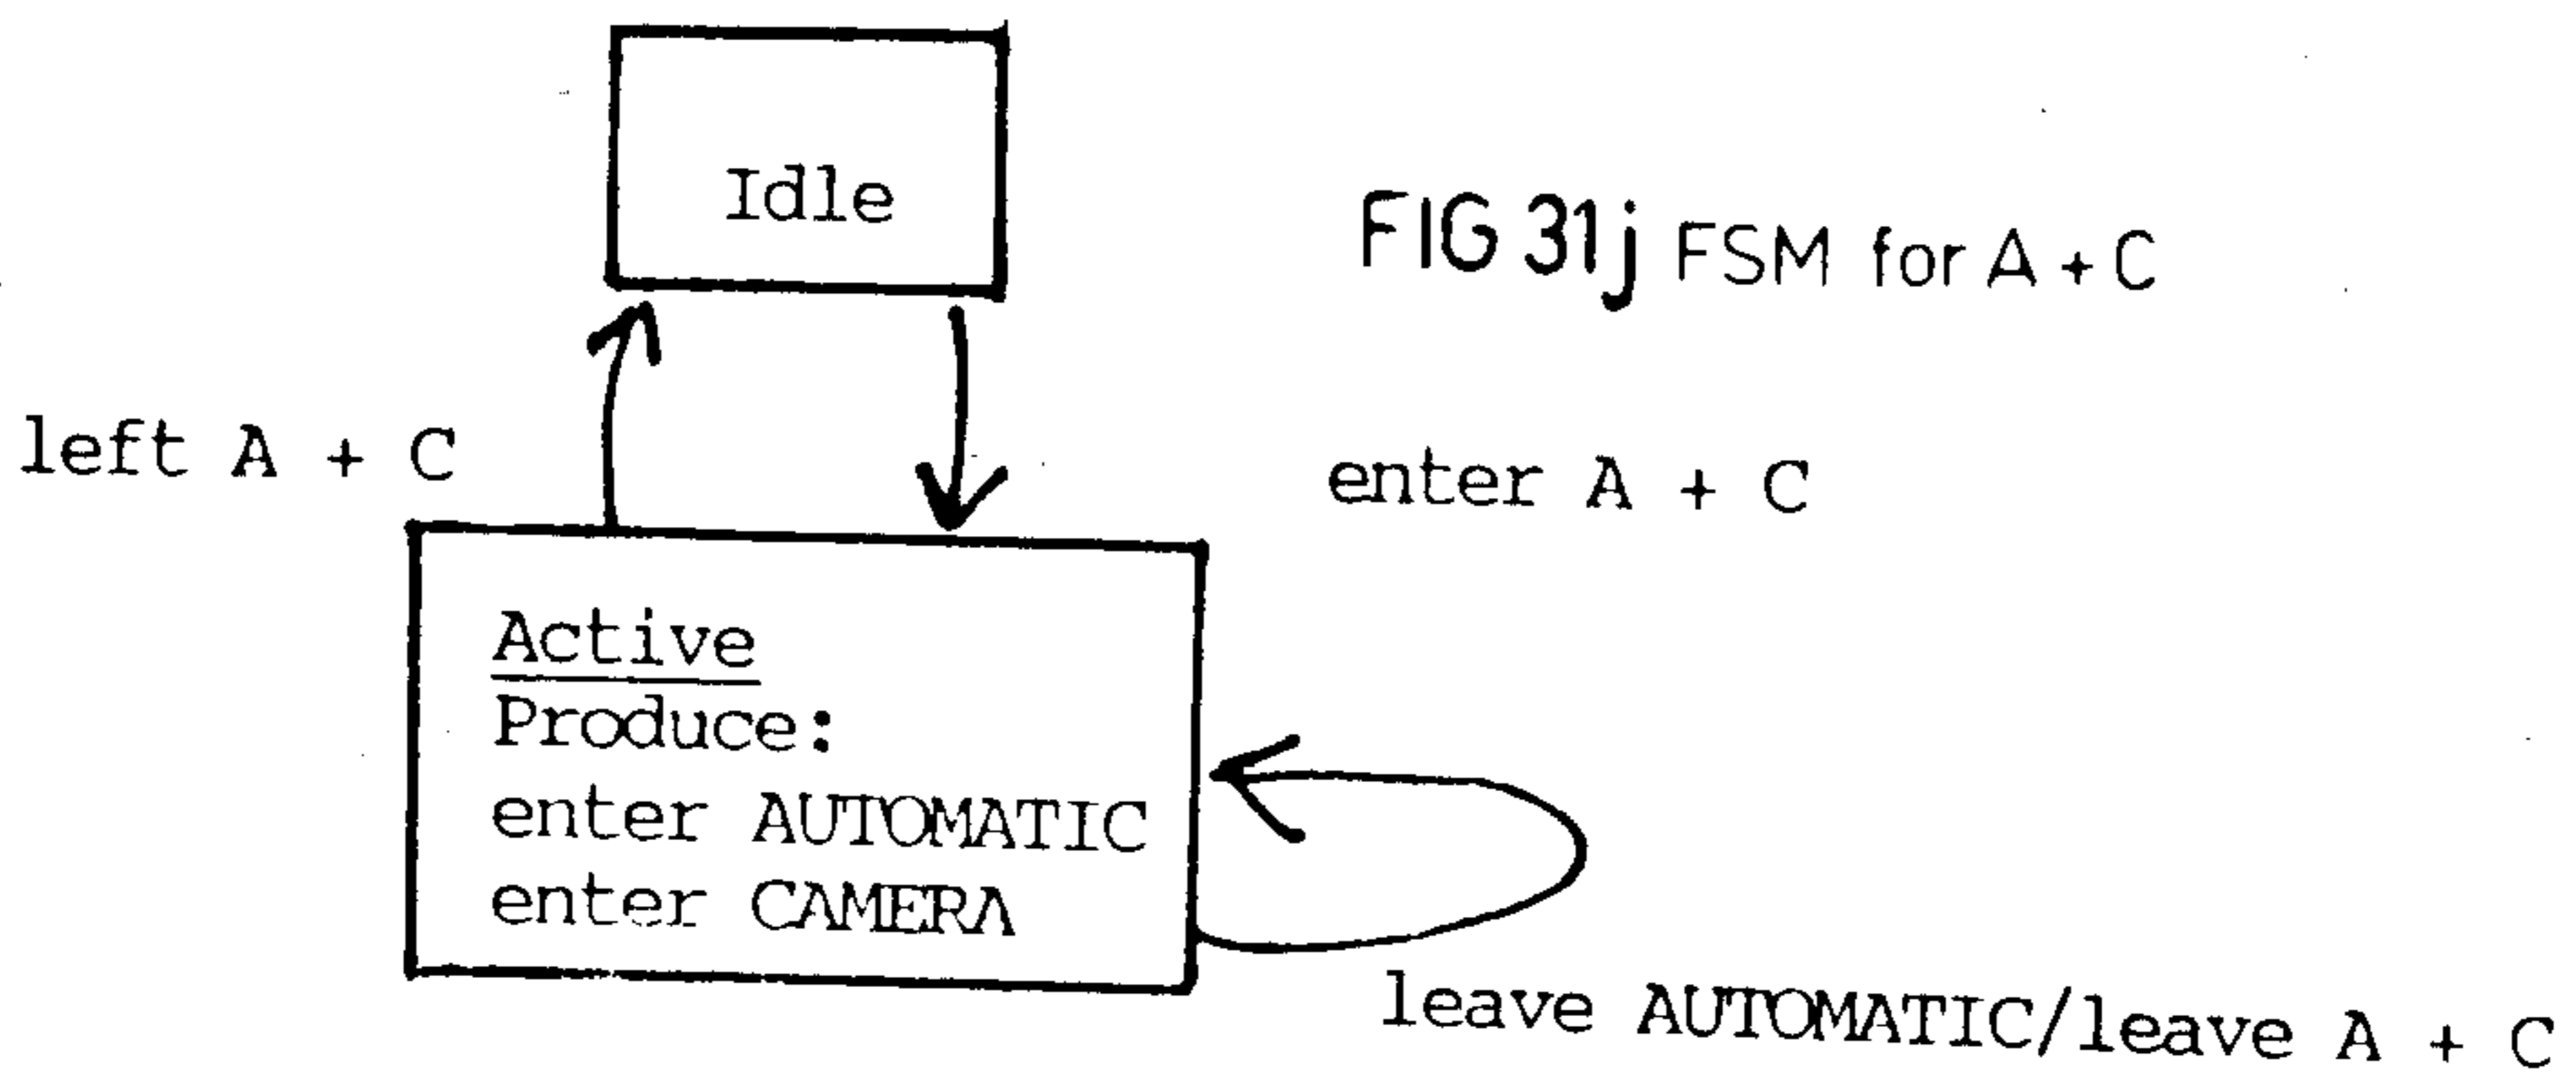 Idle
FIG 31j FSM for A + C
left A + C
enter A + C
Active
Produce:
enter AUTOMATIC
enter CAMERA
leave AUTOMATIC/leave A + C